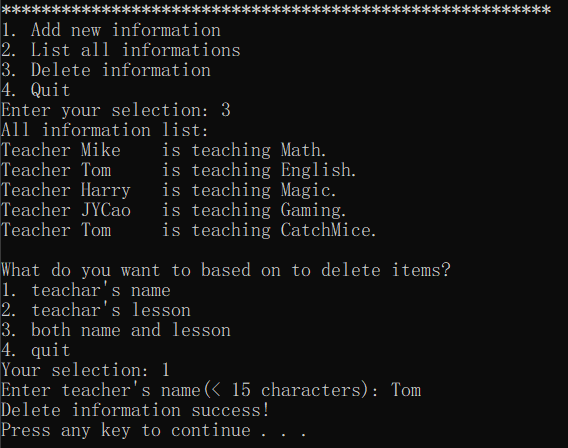 *******************************************************
1. Add new information
2. List all informations
3. Delete information
4. Quit
Enter your selection: 3
All information list:
Teacher Mike    is teaching Math.
Teacher Tom     is teaching English.
Teacher Harry   is teaching Magic.
Teacher JYCao   is teaching Gaming.
Teacher Tom     is teaching CatchMice.

What do you want to based on to delete items?
1. teachar's name
2. teachar's lesson
3. both name and lesson
4. quit
Your selection: 1
Enter teacher's name(< 15 characters): Tom
Delete information success!
Press any key to continue . . .